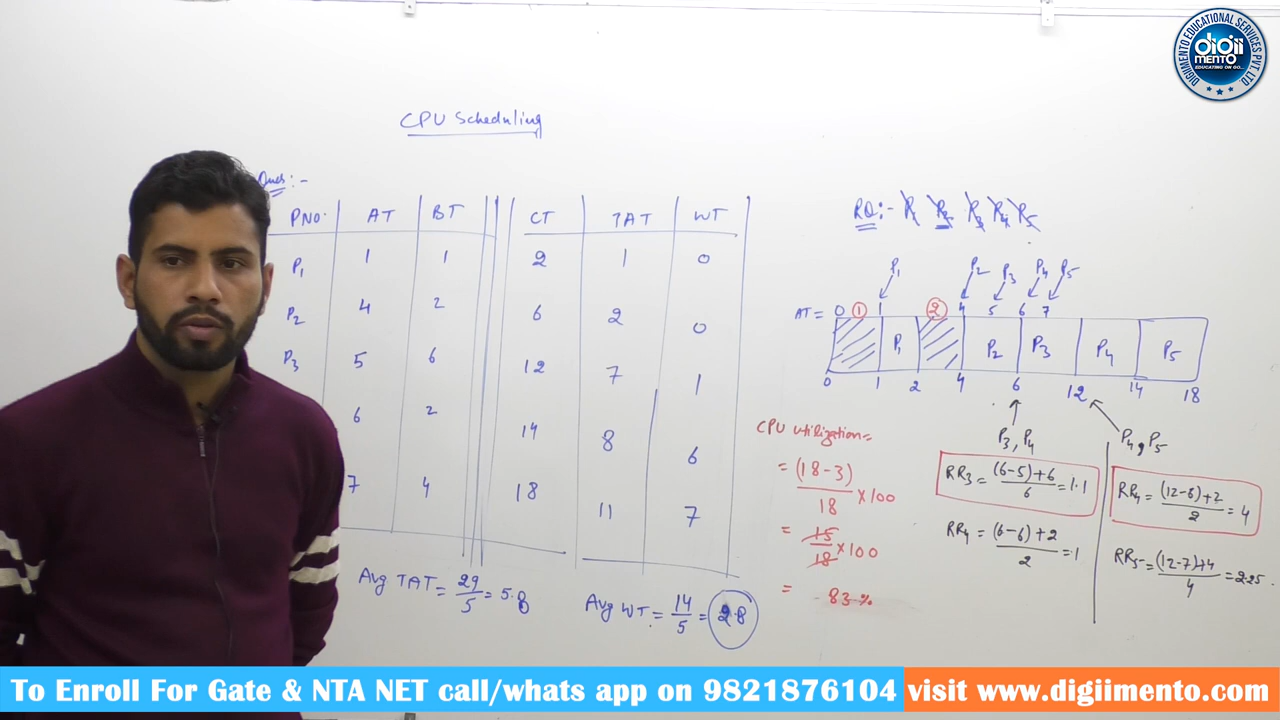 DIGIIMENTO EDUCATIONAL SERVICES PVT. LTD.
digii
mento
EDUCATING ON GO...
CPU Scheduling
Ques:-
PNo. AT BT CT TAT WT
P1 1 1 2 1 0
P2 4 2 6 2 0
P3 5 6 12 7 1
6 2 14 8 6
7 4 18 11 7
Avg TAT = 29/5 = 5.8
Avg WT = 14/5 = 2.8
RQ:- P1 P2 P3 P4 P5
P1 P2 P3 P4 P5
AT= 0 1 1 2 4 5 6 7
P1 P2 P3 P4 P5
0 1 2 4 6 12 14 18
P3, P4
P4, P5
CPU utilization=
= (18-3)/18 × 100
= 15/18 × 100
= 83%
RR3 = (6-5)+6/6 = 1.1
RR4 = (6-6)+2/2 = 1
RR4 = (12-6)+2/2 = 4
RR5 = (12-7)+4/4 = 2.25
To Enroll For Gate & NTA NET call/whats app on 9821876104 visit www.digiimento.com